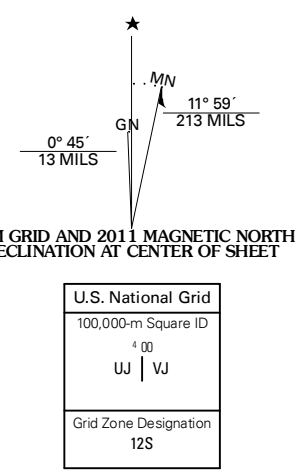 MN
11° 59´
213 MILS
GN
0° 45´
13 MILS
GRID AND 2011 MAGNETIC NORTH
ECLINATION AT CENTER OF SHEET
U.S. National Grid
100,000-m Square ID
4 00
UJ | VJ
Grid Zone Designation
12S